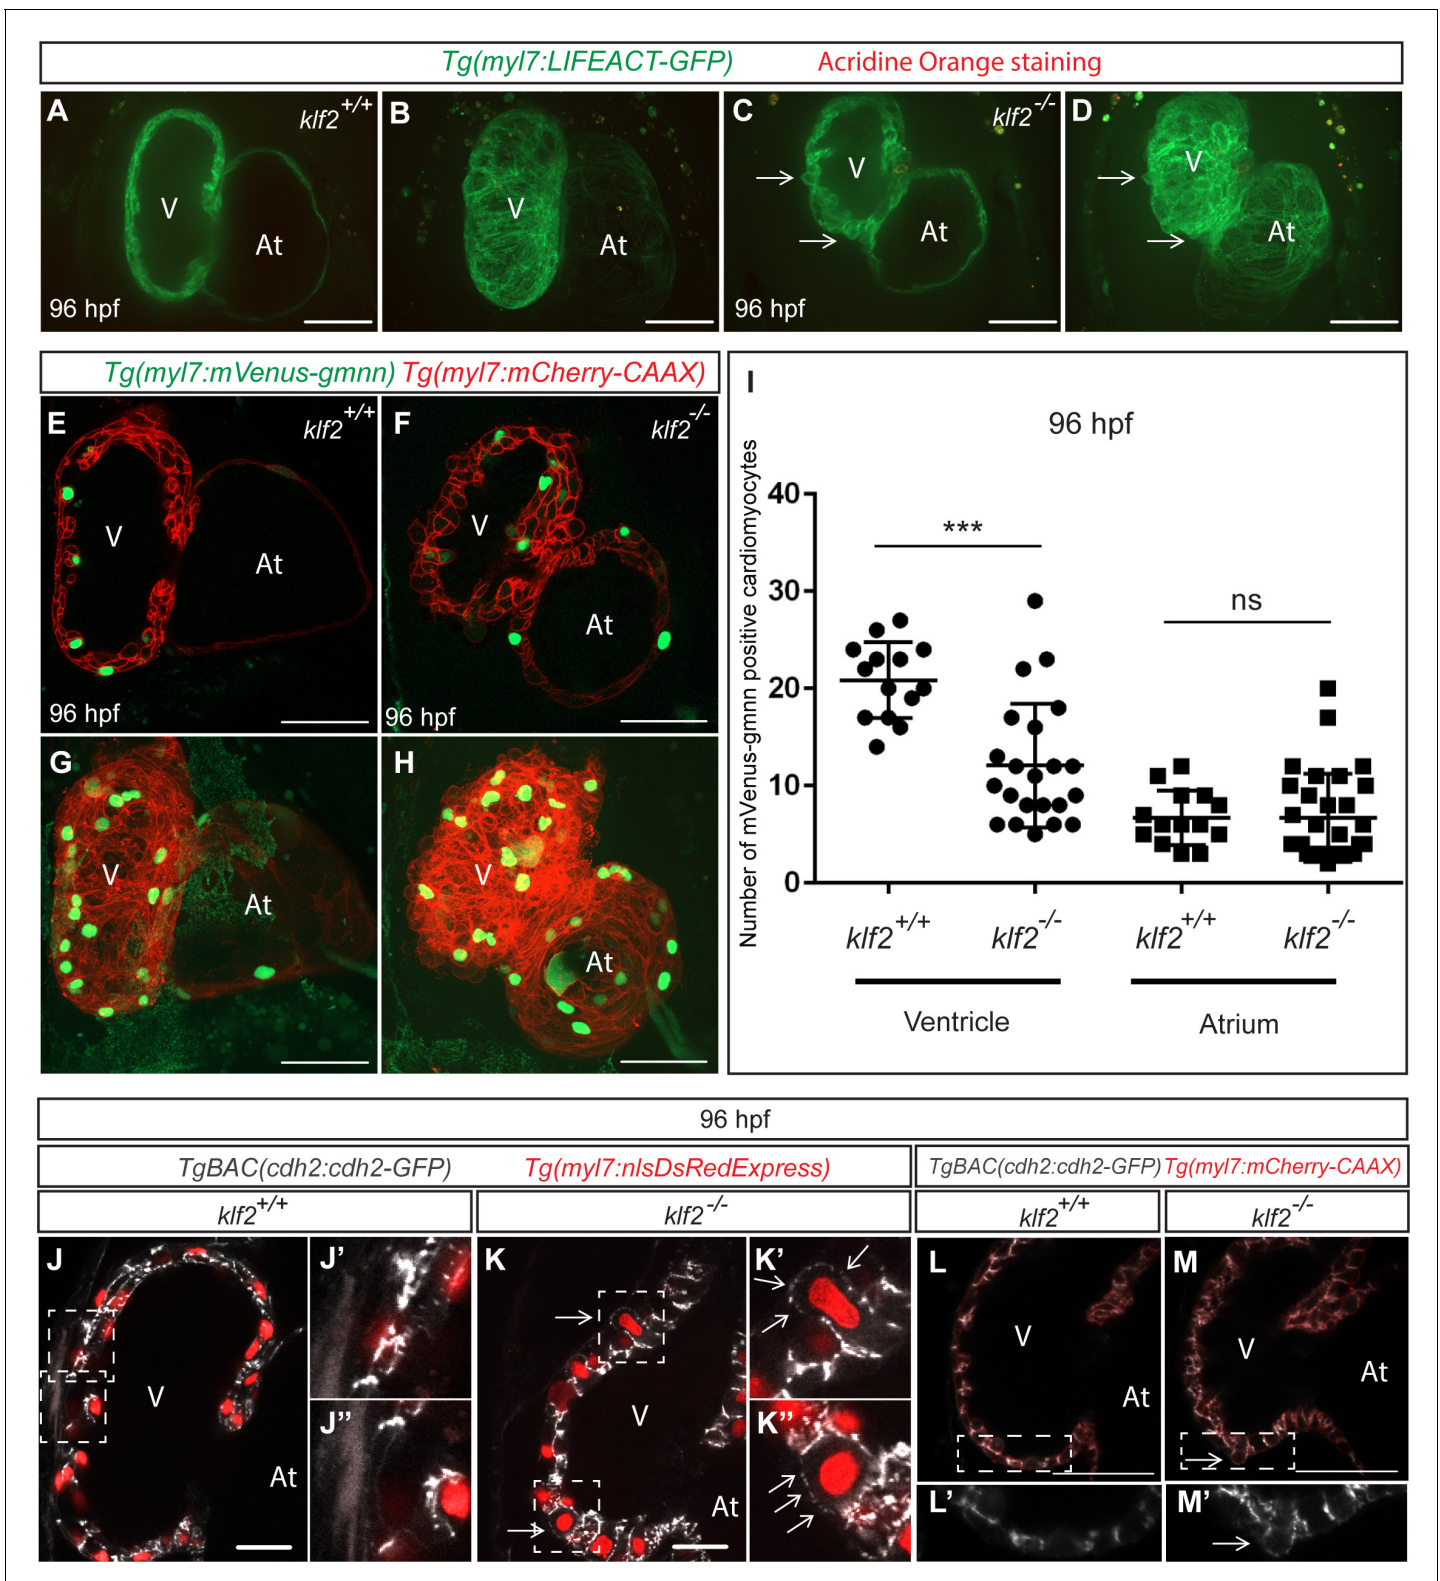 Tg(myl7:LIFEACT-GFP) Acridine Orange staining
A klf2+/+ B C klf2-/- D
V At V At V At V At
96 hpf 96 hpf
Tg(myl7:mVenus-gmnn) Tg(myl7:mCherry-CAAX)
E klf2+/+ F klf2-/-
V At V At
96 hpf 96 hpf
G H
V At V At
I
96 hpf
Number of mVenus-gmnn positive cardiomyocytes
40
30
20
10
0
*** ns
klf2+/+ klf2-/- klf2+/+ klf2-/-
Ventricle Atrium
96 hpf
TgBAC(cdh2:cdh2-GFP) Tg(myl7:nlsDsRedExpress) TgBAC(cdh2:cdh2-GFP) Tg(myl7:mCherry-CAAX)
klf2+/+ klf2-/- klf2+/+ klf2-/-
J J' K K' L M
V V V At V At
J" K"
At At
L' M'